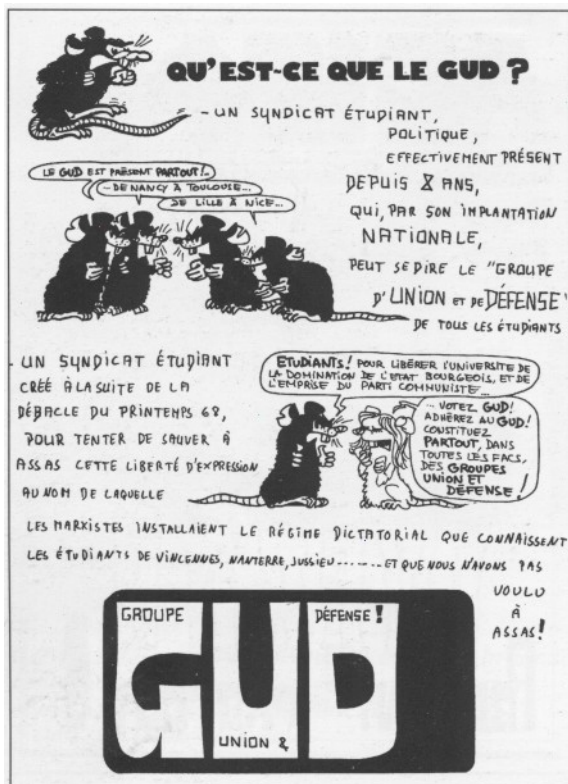 QU'EST-CE QUE LE GUD ?
- UN SYNDICAT ÉTUDIANT,
POLITIQUE,
EFFECTIVEMENT PRÉSENT
DEPUIS 8 ANS,
QUI, PAR SON IMPLANTATION
NATIONALE,
PEUT SE DIRE LE "GROUPE
D'UNION ET DE DÉFENSE"
DE TOUS LES ÉTUDIANTS
LE GUD EST PRÉSENT PARTOUT!..
...DE NANCY À TOULOUSE...
...DE LILLE À NICE...
- UN SYNDICAT ÉTUDIANT
CRÉÉ À LA SUITE DE LA
DÉBACLE DU PRINTEMPS 68,
POUR TENTER DE SAUVER À
ASSAS CETTE LIBERTÉ D'EXPRESSION
AU NOM DE LAQUELLE
LES MARXISTES INSTALLAIENT LE RÉGIME DICTATORIAL QUE CONNAISSENT
LES ÉTUDIANTS DE VINCENNES, NANTERRE, JUSSIEU ........ ET QUE NOUS N'AVONS PAS
VOULU
À
ASSAS!
ETUDIANTS! POUR LIBÉRER L'UNIVERSITE DE
LA DOMINATION DE L'ETAT BOURGEOIS, ET DE
L'EMPRISE DU PARTI COMMUNISTE...
... VOTEZ GUD!
ADHÉREZ AU GUD!
CONSTITUEZ
PARTOUT, DANS
TOUTES LES FACS,
DES GROUPES
UNION ET
DÉFENSE!
GROUPE
DÉFENSE!
GUD
UNION &